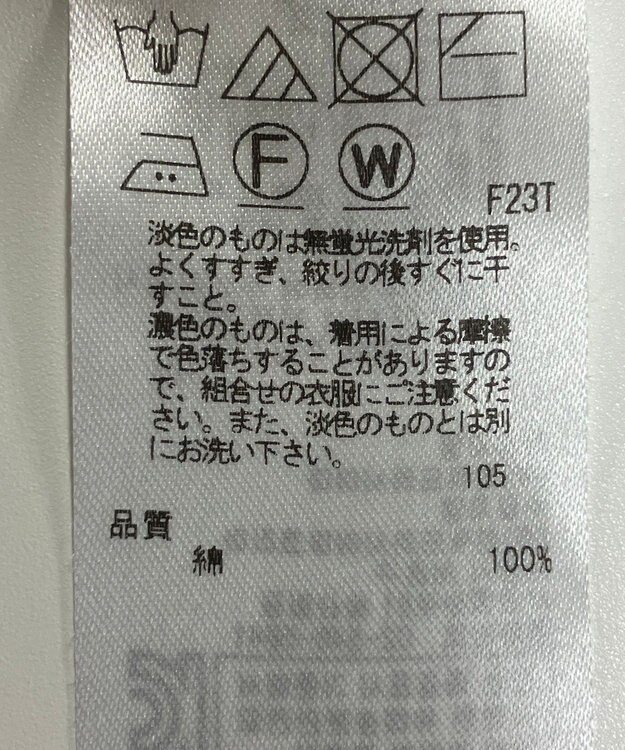 F
W
F23T
淡色のものは無蛍光洗剤を使用。
よくすすぎ、絞りの後すぐに干
すこと。
濃色のものは、着用による摩擦
で色落ちすることがありますの
で、組合せの衣服にご注意くだ
さい。また、淡色のものとは別
にお洗い下さい。
105
品質
綿 100%